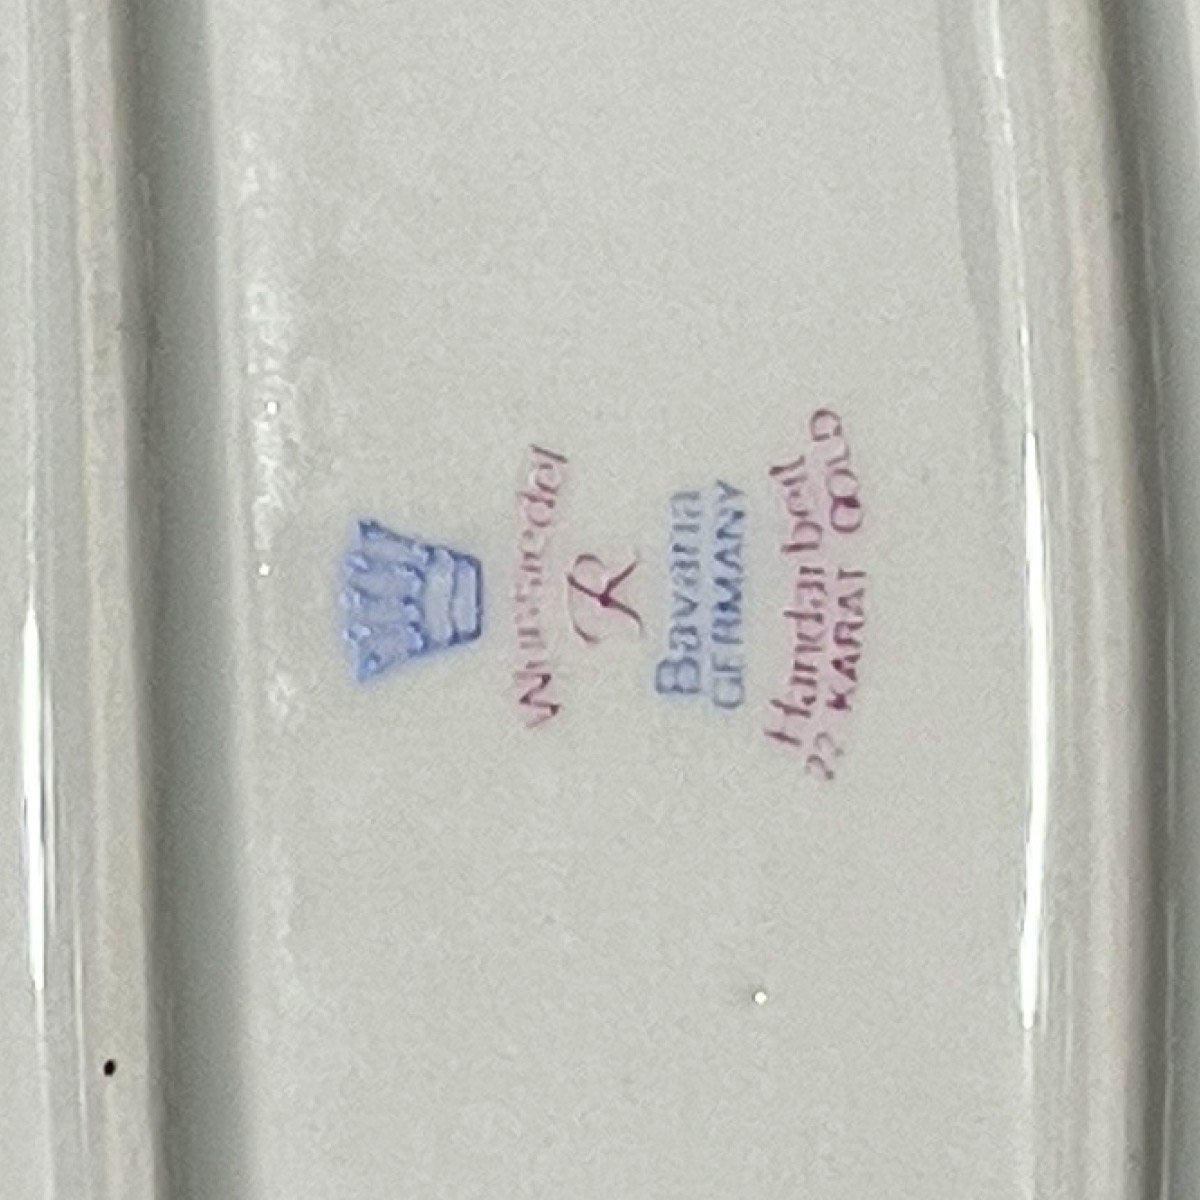 Wunsiedel
R
Bavaria
GERMANY
Handarbeit
22 KARAT GOLD